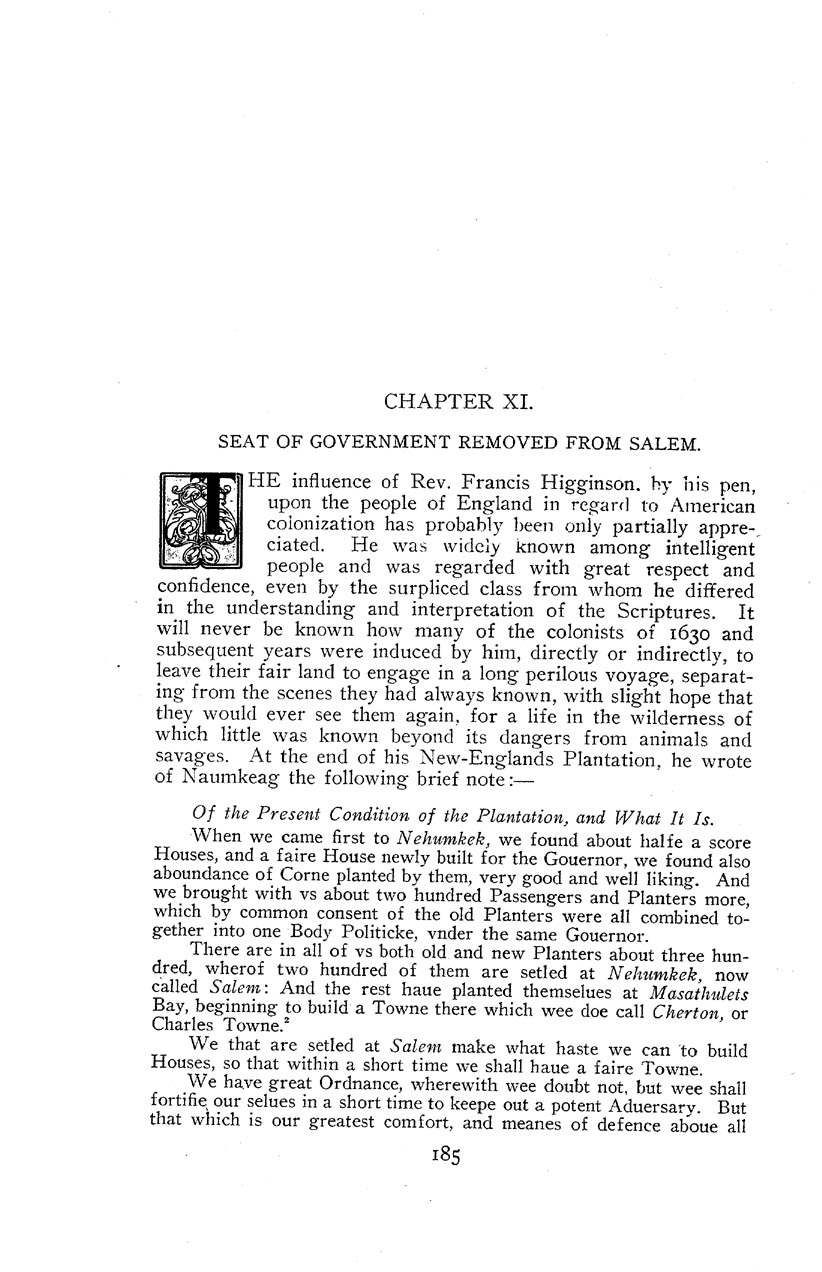 CHAPTER XI.
SEAT OF GOVERNMENT REMOVED FROM SALEM.
THE influence of Rev. Francis Higginson. by his pen,
upon the people of England in regard to American
colonization has probably been only partially appre-
ciated. He was widely known among intelligent
people and was regarded with great respect and
confidence, even by the surpliced class from whom he differed
in the understanding and interpretation of the Scriptures. It
will never be known how many of the colonists of 1630 and
subsequent years were induced by him, directly or indirectly, to
leave their fair land to engage in a long perilous voyage, separat-
ing from the scenes they had always known, with slight hope that
they would ever see them again, for a life in the wilderness of
which little was known beyond its dangers from animals and
savages. At the end of his New-Englands Plantation, he wrote
of Naumkeag the following brief note:—
Of the Present Condition of the Plantation, and What It Is.
When we came first to Nehumkek, we found about halfe a score
Houses, and a faire House newly built for the Gouernor, we found also
aboundance of Corne planted by them, very good and well liking. And
we brought with vs about two hundred Passengers and Planters more,
which by common consent of the old Planters were all combined to-
gether into one Body Politicke, vnder the same Gouernor.
There are in all of vs both old and new Planters about three hun-
dred, wherof two hundred of them are setled at Nehumkek, now
called Salem: And the rest haue planted themselues at Masathulets
Bay, beginning to build a Towne there which wee doe call Cherton, or
Charles Towne.²
We that are setled at Salem make what haste we can to build
Houses, so that within a short time we shall haue a faire Towne.
We have great Ordnance, wherewith wee doubt not, but wee shall
fortifie our selues in a short time to keepe out a potent Aduersary. But
that which is our greatest comfort, and meanes of defence aboue all
185